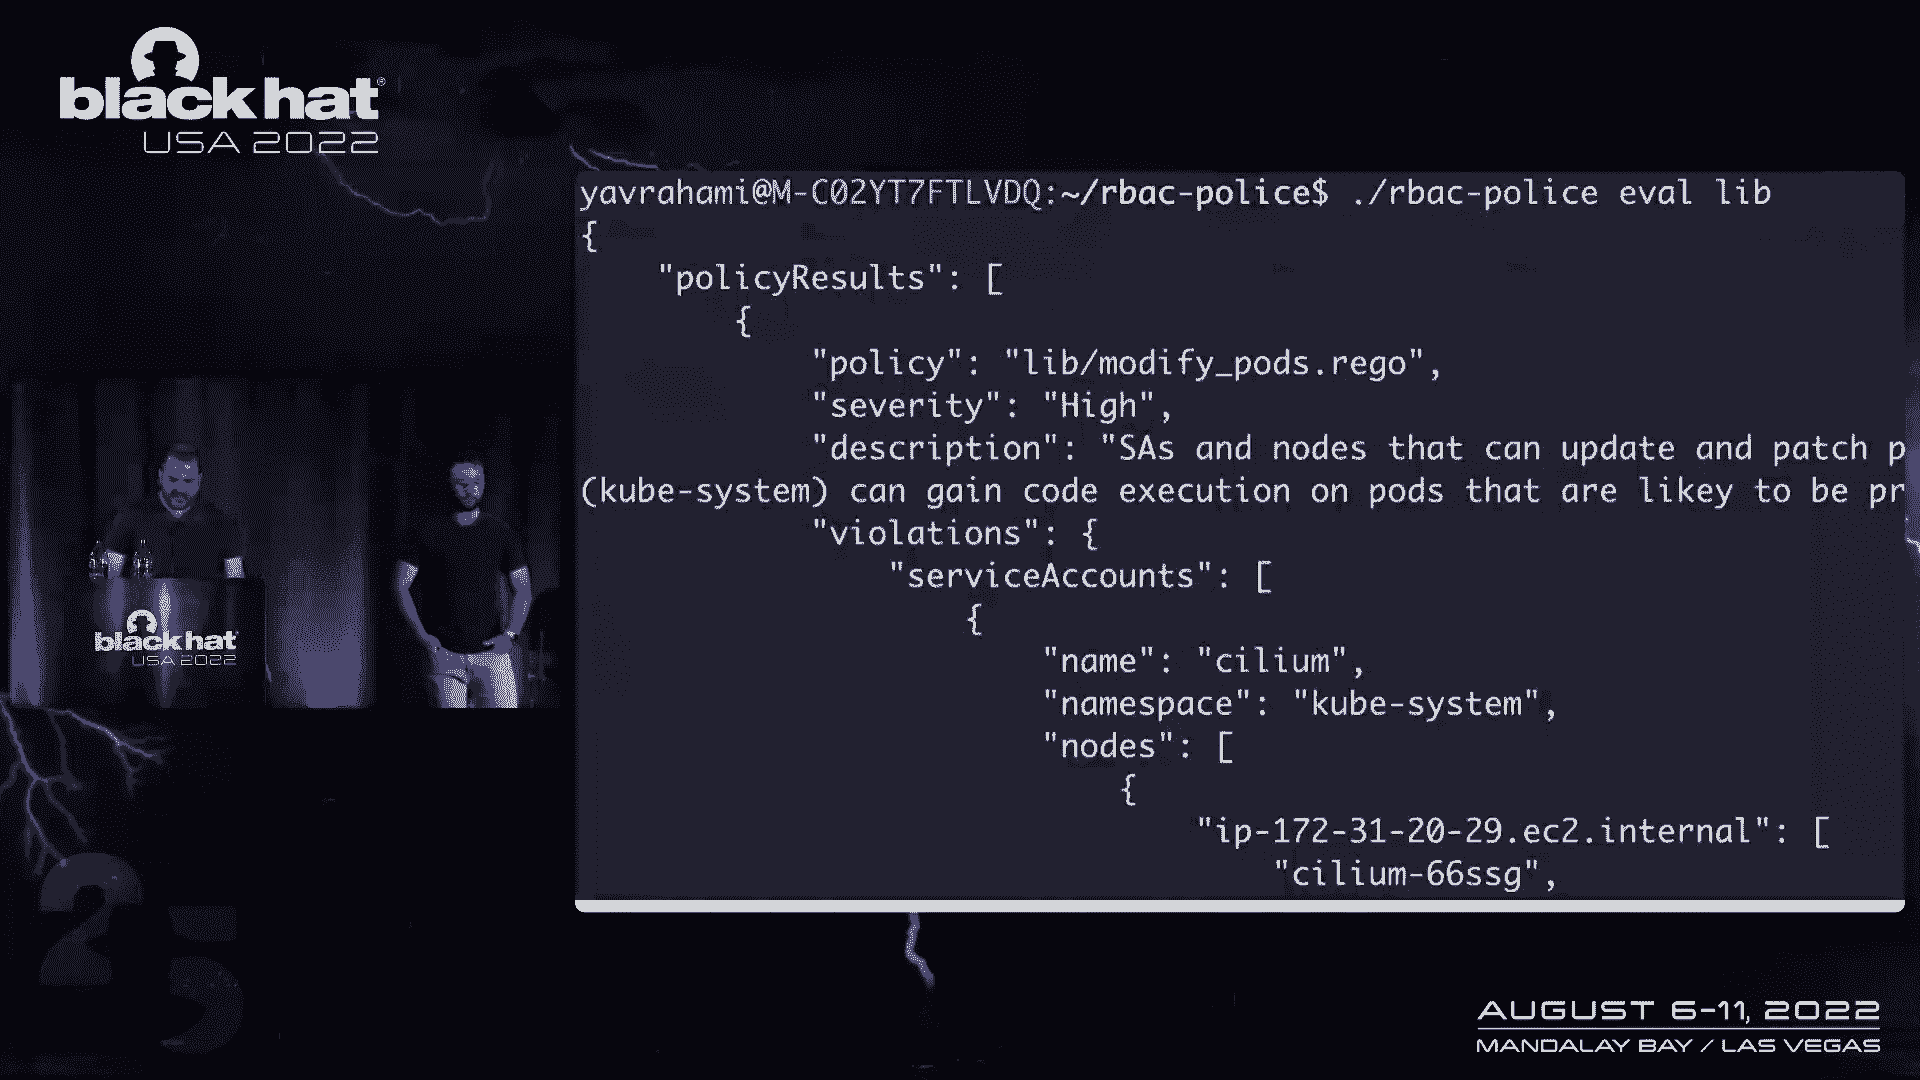 black hat®
USA 2022
yavrahami@M-C02YT7FTLVDQ:~/rbac-police$ ./rbac-police eval lib
{
"policyResults": [
{
"policy": "lib/modify_pods.rego",
"severity": "High",
"description": "SAs and nodes that can update and patch p
(kube-system) can gain code execution on pods that are likey to be pr
"violations": {
"serviceAccounts": [
{
"name": "cilium",
"namespace": "kube-system",
"nodes": [
{
"ip-172-31-20-29.ec2.internal": [
"cilium-66ssg",
black hat
USA 2022
25
AUGUST 6-11, 2022
MANDALAY BAY / LAS VEGAS